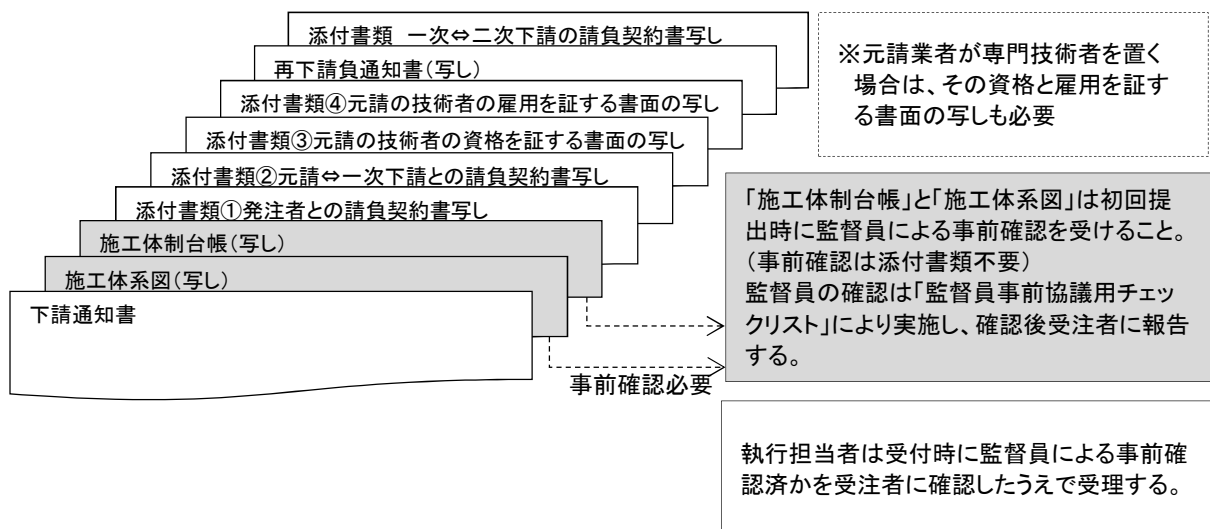 添付書類　一次⇔二次下請の請負契約書写し
再下請負通知書（写し）
添付書類④元請の技術者の雇用を証する書面の写し
添付書類③元請の技術者の資格を証する書面の写し
添付書類②元請⇔一次下請との請負契約書写し
添付書類①発注者との請負契約書写し
施工体制台帳（写し）
施工体系図（写し）
下請通知書
事前確認必要
※元請業者が専門技術者を置く
場合は、その資格と雇用を証す
る書面の写しも必要
「施工体制台帳」と「施工体系図」は初回提
出時に監督員による事前確認を受けること。
（事前確認は添付書類不要）
監督員の確認は「監督員事前協議用チェッ
クリスト」により実施し、確認後受注者に報告
する。
執行担当者は受付時に監督員による事前確
認済かを受注者に確認したうえで受理する。